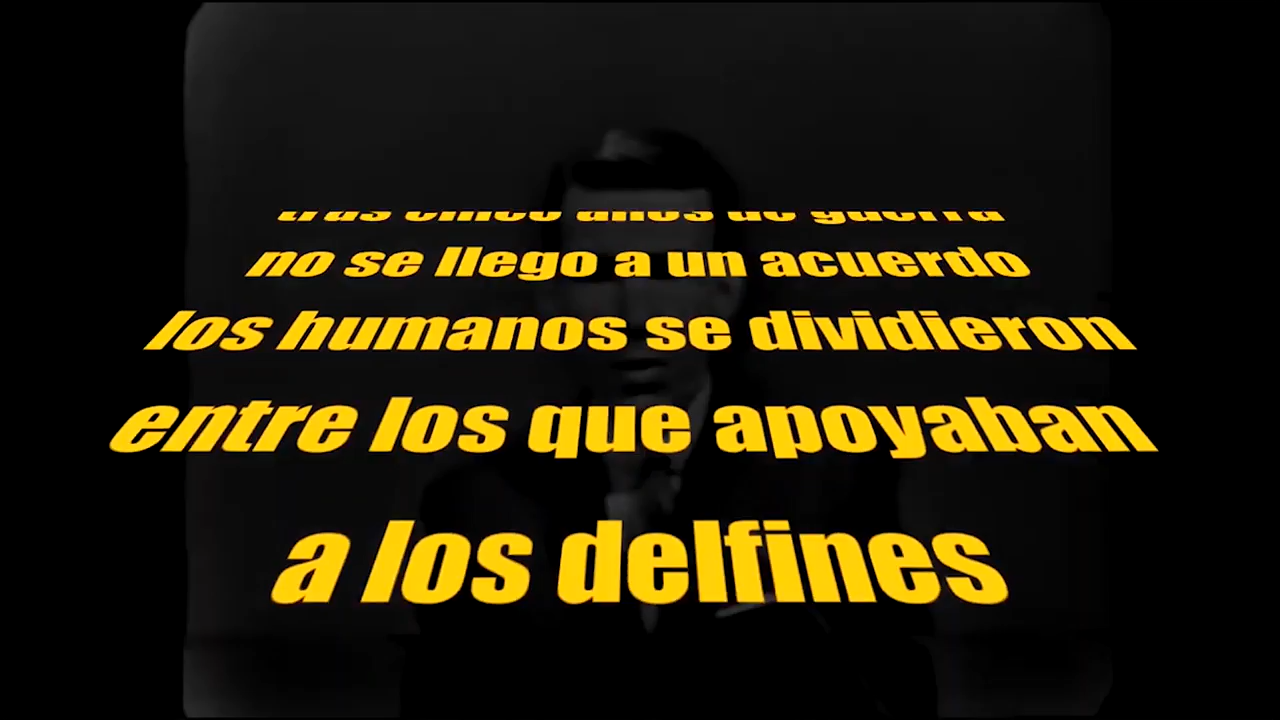 tras cinco años de guerra
no se llego a un acuerdo
los humanos se dividieron
entre los que apoyaban
a los delfines